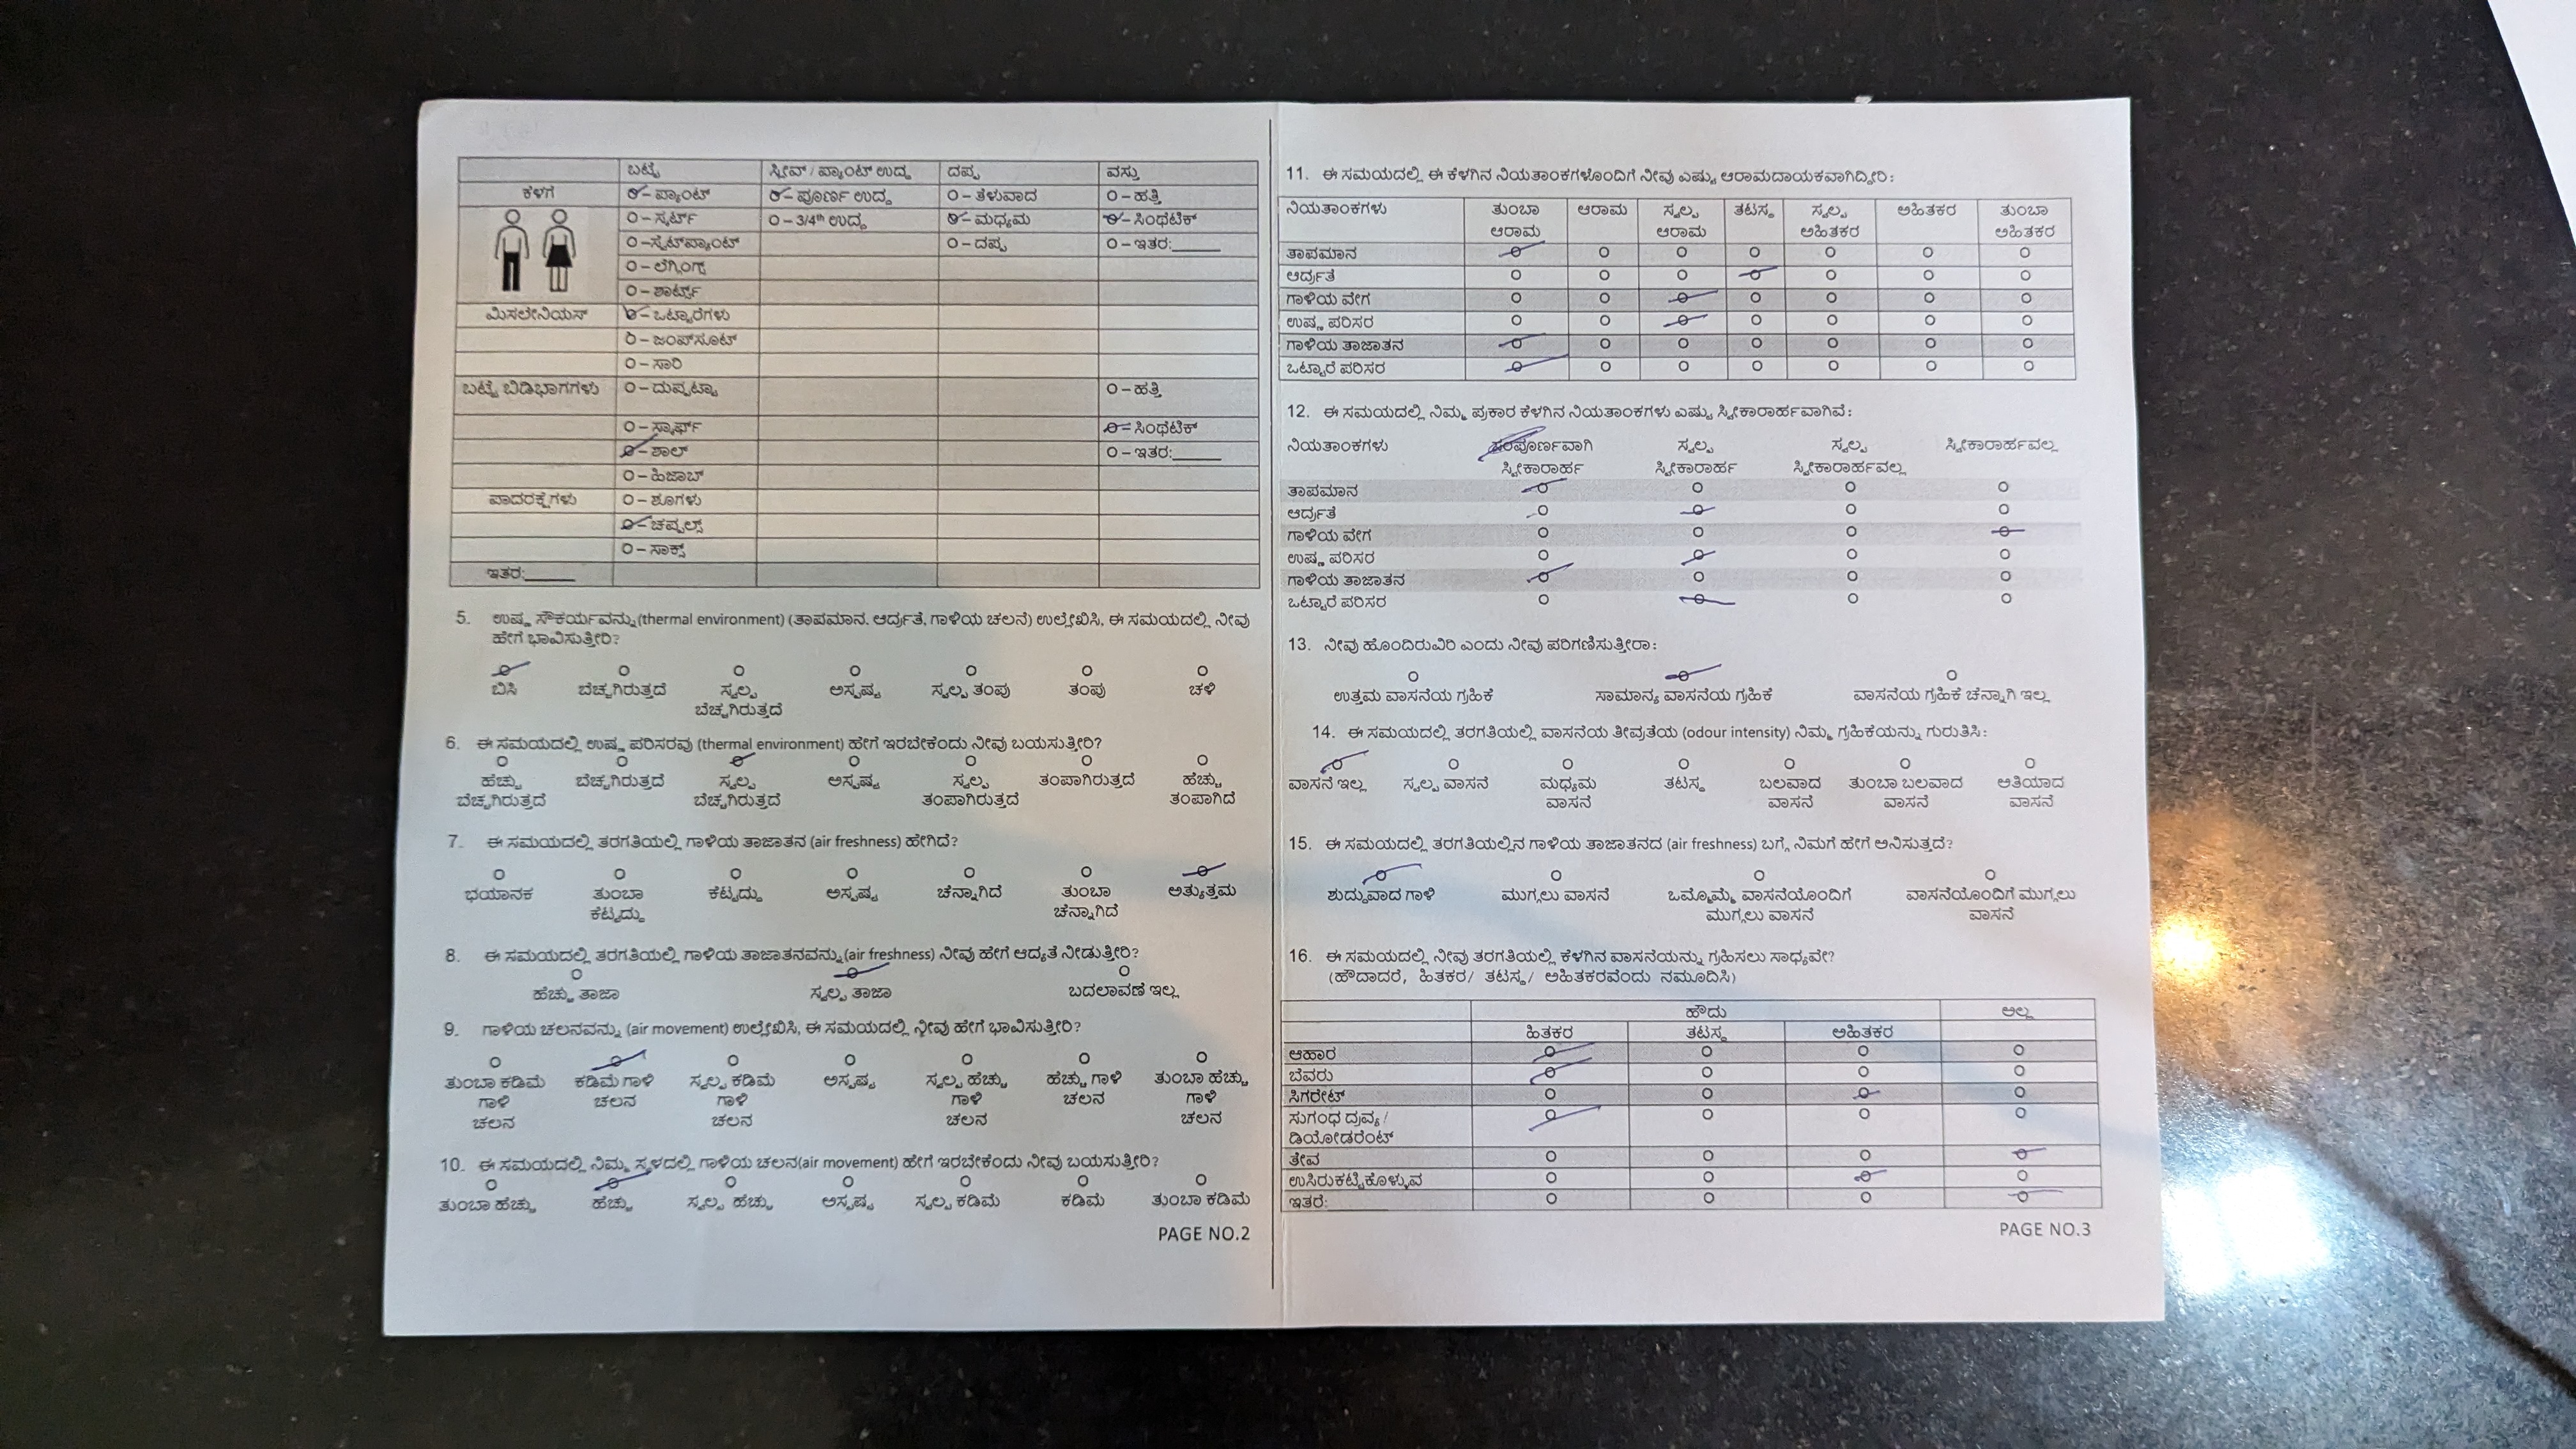 ಬಟ್ಟೆ ಸ್ಲೀವ್ / ಪ್ಯಾಂಟ್ ಉದ್ದ ದಪ್ಪ ವಸ್ತು
ಕೆಳಗೆ O – ಪ್ಯಾಂಟ್ O – ಪೂರ್ಣ ಉದ್ದ O – ತೆಳುವಾದ O – ಹತ್ತಿ
O – ಸ್ಕರ್ಟ್ O – 3/4th ಉದ್ದ O – ಮಧ್ಯಮ O – ಸಿಂಥೆಟಿಕ್
O –ಸ್ವೆಟ್‌ಪ್ಯಾಂಟ್ O – ದಪ್ಪ O – ಇತರ:______
O – ಲೆಗ್ಗಿಂಗ್ಸ್
O – ಶಾರ್ಟ್ಸ್
ಮಿಸಲೇನಿಯಸ್ O – ಒಟ್ಟಾರೆಗಳು
O – ಜಂಪ್‌ಸೂಟ್
O – ಸಾರಿ
ಬಟ್ಟೆ ಬಿಡಿಭಾಗಗಳು O – ದುಪ್ಪಟ್ಟಾ O – ಹತ್ತಿ
O – ಸ್ಕಾರ್ಫ್ O – ಸಿಂಥೆಟಿಕ್
O – ಶಾಲ್ O – ಇತರ:______
O – ಹಿಜಾಬ್
ಪಾದರಕ್ಷೆಗಳು O – ಶೂಗಳು
O – ಚಪ್ಪಲ್ಸ್
O – ಸಾಕ್ಸ್
ಇತರ:______
5. ಉಷ್ಣ ಸೌಕರ್ಯವನ್ನು(thermal environment) (ತಾಪಮಾನ, ಆರ್ದ್ರತೆ, ಗಾಳಿಯ ಚಲನೆ) ಉಲ್ಲೇಖಿಸಿ, ಈ ಸಮಯದಲ್ಲಿ ನೀವು
ಹೇಗೆ ಭಾವಿಸುತ್ತೀರಿ?
O O O O O O O
ಬಿಸಿ ಬೆಚ್ಚಗಿರುತ್ತದೆ ಸ್ವಲ್ಪ ಅಸ್ಪಷ್ಟ ಸ್ವಲ್ಪ ತಂಪು ತಂಪು ಚಳಿ
ಬೆಚ್ಚಗಿರುತ್ತದೆ
6. ಈ ಸಮಯದಲ್ಲಿ ಉಷ್ಣ ಪರಿಸರವು (thermal environment) ಹೇಗೆ ಇರಬೇಕೆಂದು ನೀವು ಬಯಸುತ್ತೀರಿ?
O O O O O O O
ಹೆಚ್ಚು ಬೆಚ್ಚಗಿರುತ್ತದೆ ಸ್ವಲ್ಪ ಅಸ್ಪಷ್ಟ ಸ್ವಲ್ಪ ತಂಪಾಗಿರುತ್ತದೆ ಹೆಚ್ಚು
ಬೆಚ್ಚಗಿರುತ್ತದೆ ಬೆಚ್ಚಗಿರುತ್ತದೆ ತಂಪಾಗಿರುತ್ತದೆ ತಂಪಾಗಿದೆ
7. ಈ ಸಮಯದಲ್ಲಿ ತರಗತಿಯಲ್ಲಿ ಗಾಳಿಯ ತಾಜಾತನ (air freshness) ಹೇಗಿದೆ?
O O O O O O O
ಭಯಾನಕ ತುಂಬಾ ಕೆಟ್ಟದ್ದು ಅಸ್ಪಷ್ಟ ಚೆನ್ನಾಗಿದೆ ತುಂಬಾ ಅತ್ಯುತ್ತಮ
ಕೆಟ್ಟದ್ದು ಚೆನ್ನಾಗಿದೆ
8. ಈ ಸಮಯದಲ್ಲಿ ತರಗತಿಯಲ್ಲಿ ಗಾಳಿಯ ತಾಜಾತನವನ್ನು(air freshness) ನೀವು ಹೇಗೆ ಆದ್ಯತೆ ನೀಡುತ್ತೀರಿ?
O O O
ಹೆಚ್ಚು ತಾಜಾ ಸ್ವಲ್ಪ ತಾಜಾ ಬದಲಾವಣೆ ಇಲ್ಲ
9. ಗಾಳಿಯ ಚಲನವನ್ನು (air movement) ಉಲ್ಲೇಖಿಸಿ, ಈ ಸಮಯದಲ್ಲಿ ನೀವು ಹೇಗೆ ಭಾವಿಸುತ್ತೀರಿ?
O O O O O O O
ತುಂಬಾ ಕಡಿಮೆ ಕಡಿಮೆ ಗಾಳಿ ಸ್ವಲ್ಪ ಕಡಿಮೆ ಅಸ್ಪಷ್ಟ ಸ್ವಲ್ಪ ಹೆಚ್ಚು ಹೆಚ್ಚು ಗಾಳಿ ತುಂಬಾ ಹೆಚ್ಚು
ಗಾಳಿ ಚಲನ ಗಾಳಿ ಗಾಳಿ ಚಲನ ಗಾಳಿ
ಚಲನ ಚಲನ ಚಲನ ಚಲನ
10. ಈ ಸಮಯದಲ್ಲಿ ನಿಮ್ಮ ಸ್ಥಳದಲ್ಲಿ ಗಾಳಿಯ ಚಲನ(air movement) ಹೇಗೆ ಇರಬೇಕೆಂದು ನೀವು ಬಯಸುತ್ತೀರಿ?
O O O O O O O
ತುಂಬಾ ಹೆಚ್ಚು ಹೆಚ್ಚು ಸ್ವಲ್ಪ ಹೆಚ್ಚು ಅಸ್ಪಷ್ಟ ಸ್ವಲ್ಪ ಕಡಿಮೆ ಕಡಿಮೆ ತುಂಬಾ ಕಡಿಮೆ
PAGE NO.2
11. ಈ ಸಮಯದಲ್ಲಿ ಈ ಕೆಳಗಿನ ನಿಯತಾಂಕಗಳೊಂದಿಗೆ ನೀವು ಎಷ್ಟು ಆರಾಮದಾಯಕವಾಗಿದ್ದೀರಿ:
ನಿಯತಾಂಕಗಳು ತುಂಬಾ ಆರಾಮ ಸ್ವಲ್ಪ ತಟಸ್ಥ ಸ್ವಲ್ಪ ಅಹಿತಕರ ತುಂಬಾ
ಆರಾಮ ಆರಾಮ ಅಹಿತಕರ ಅಹಿತಕರ
ತಾಪಮಾನ O O O O O O O
ಆರ್ದ್ರತೆ O O O O O O O
ಗಾಳಿಯ ವೇಗ O O O O O O O
ಉಷ್ಣ ಪರಿಸರ O O O O O O O
ಗಾಳಿಯ ತಾಜಾತನ O O O O O O O
ಒಟ್ಟಾರೆ ಪರಿಸರ O O O O O O O
12. ಈ ಸಮಯದಲ್ಲಿ ನಿಮ್ಮ ಪ್ರಕಾರ ಕೆಳಗಿನ ನಿಯತಾಂಕಗಳು ಎಷ್ಟು ಸ್ವೀಕಾರಾರ್ಹವಾಗಿವೆ:
ನಿಯತಾಂಕಗಳು ಸಂಪೂರ್ಣವಾಗಿ ಸ್ವಲ್ಪ ಸ್ವಲ್ಪ ಸ್ವೀಕಾರಾರ್ಹವಲ್ಲ
ಸ್ವೀಕಾರಾರ್ಹ ಸ್ವೀಕಾರಾರ್ಹ ಸ್ವೀಕಾರಾರ್ಹವಲ್ಲ
ತಾಪಮಾನ O O O O
ಆರ್ದ್ರತೆ O O O O
ಗಾಳಿಯ ವೇಗ O O O O
ಉಷ್ಣ ಪರಿಸರ O O O O
ಗಾಳಿಯ ತಾಜಾತನ O O O O
ಒಟ್ಟಾರೆ ಪರಿಸರ O O O O
13. ನೀವು ಹೊಂದಿರುವಿರಿ ಎಂದು ನೀವು ಪರಿಗಣಿಸುತ್ತೀರಾ:
O O O
ಉತ್ತಮ ವಾಸನೆಯ ಗ್ರಹಿಕೆ ಸಾಮಾನ್ಯ ವಾಸನೆಯ ಗ್ರಹಿಕೆ ವಾಸನೆಯ ಗ್ರಹಿಕೆ ಚೆನ್ನಾಗಿ ಇಲ್ಲ
14. ಈ ಸಮಯದಲ್ಲಿ ತರಗತಿಯಲ್ಲಿ ವಾಸನೆಯ ತೀವ್ರತೆಯ (odour intensity) ನಿಮ್ಮ ಗ್ರಹಿಕೆಯನ್ನು ಗುರುತಿಸಿ:
O O O O O O O
ವಾಸನೆ ಇಲ್ಲ ಸ್ವಲ್ಪ ವಾಸನೆ ಮಧ್ಯಮ ತಟಸ್ಥ ಬಲವಾದ ತುಂಬಾ ಬಲವಾದ ಅತಿಯಾದ
ವಾಸನೆ ವಾಸನೆ ವಾಸನೆ ವಾಸನೆ
15. ಈ ಸಮಯದಲ್ಲಿ ತರಗತಿಯಲ್ಲಿನ ಗಾಳಿಯ ತಾಜಾತನದ (air freshness) ಬಗ್ಗೆ ನಿಮಗೆ ಹೇಗೆ ಅನಿಸುತ್ತದೆ?
O O O O
ಶುದ್ದುವಾದ ಗಾಳಿ ಮುಗ್ಗಲು ವಾಸನೆ ಒಮ್ಮೊಮ್ಮೆ ವಾಸನೆಯೊಂದಿಗೆ ವಾಸನೆಯೊಂದಿಗೆ ಮುಗ್ಗಲು
ಮುಗ್ಗಲು ವಾಸನೆ ವಾಸನೆ
16. ಈ ಸಮಯದಲ್ಲಿ ನೀವು ತರಗತಿಯಲ್ಲಿ ಕೆಳಗಿನ ವಾಸನೆಯನ್ನು ಗ್ರಹಿಸಲು ಸಾಧ್ಯವೇ?
(ಹೌದಾದರೆ, ಹಿತಕರ/ ತಟಸ್ಥ/ ಅಹಿತಕರವೆಂದು ನಮೂದಿಸಿ)
ಹೌದು ಅಲ್ಲ
ಹಿತಕರ ತಟಸ್ಥ ಅಹಿತಕರ
ಆಹಾರ O O O O
ಬೆವರು O O O O
ಸಿಗರೇಟ್ O O O O
ಸುಗಂಧ ದ್ರವ್ಯ / O O O O
ಡಿಯೋಡರೆಂಟ್
ತೇವ O O O O
ಉಸಿರುಕಟ್ಟಿಕೊಳ್ಳುವ O O O O
ಇತರೆ:______ O O O O
PAGE NO.3